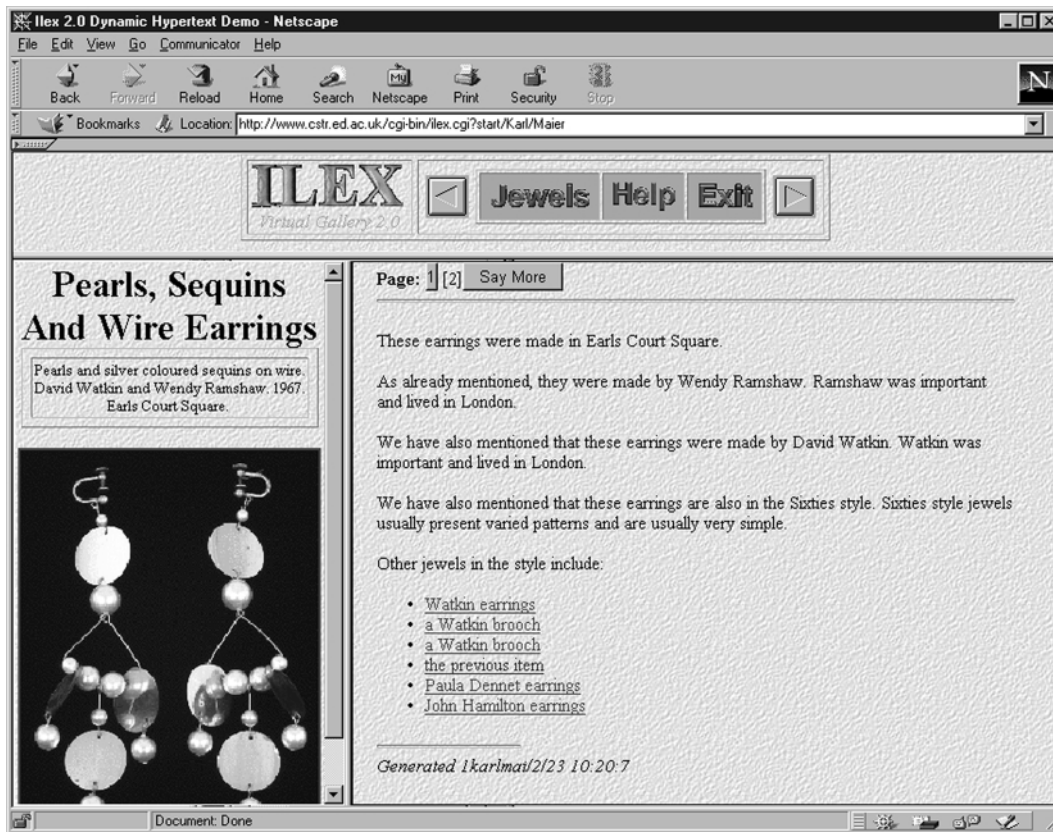 Ilex 2.0 Dynamic Hypertext Demo - Netscape
File Edit View Go Communicator Help
My
Back Forward Reload Home Search Netscape Print Security Stop
N
Bookmarks Location: http://www.cstr.ed.ac.uk/cgi-bin/ilex.cgi?start/Karl/Maier
ILEX
Virtual Gallery 2.0
Jewels Help Exit
Pearls, Sequins
And Wire Earrings
Pearls and silver coloured sequins on wire.
David Watkin and Wendy Ramshaw. 1967.
Earls Court Square.
Page: 1 [2] Say More
These earrings were made in Earls Court Square.
As already mentioned, they were made by Wendy Ramshaw. Ramshaw was important
and lived in London.
We have also mentioned that these earrings were made by David Watkin. Watkin was
important and lived in London.
We have also mentioned that these earrings are also in the Sixties style. Sixties style jewels
usually present varied patterns and are usually very simple.
Other jewels in the style include:
• Watkin earrings
• a Watkin brooch
• a Watkin brooch
• the previous item
• Paula Dennet earrings
• John Hamilton earrings
Generated 1karlmai/2/23 10:20:7
Document: Done